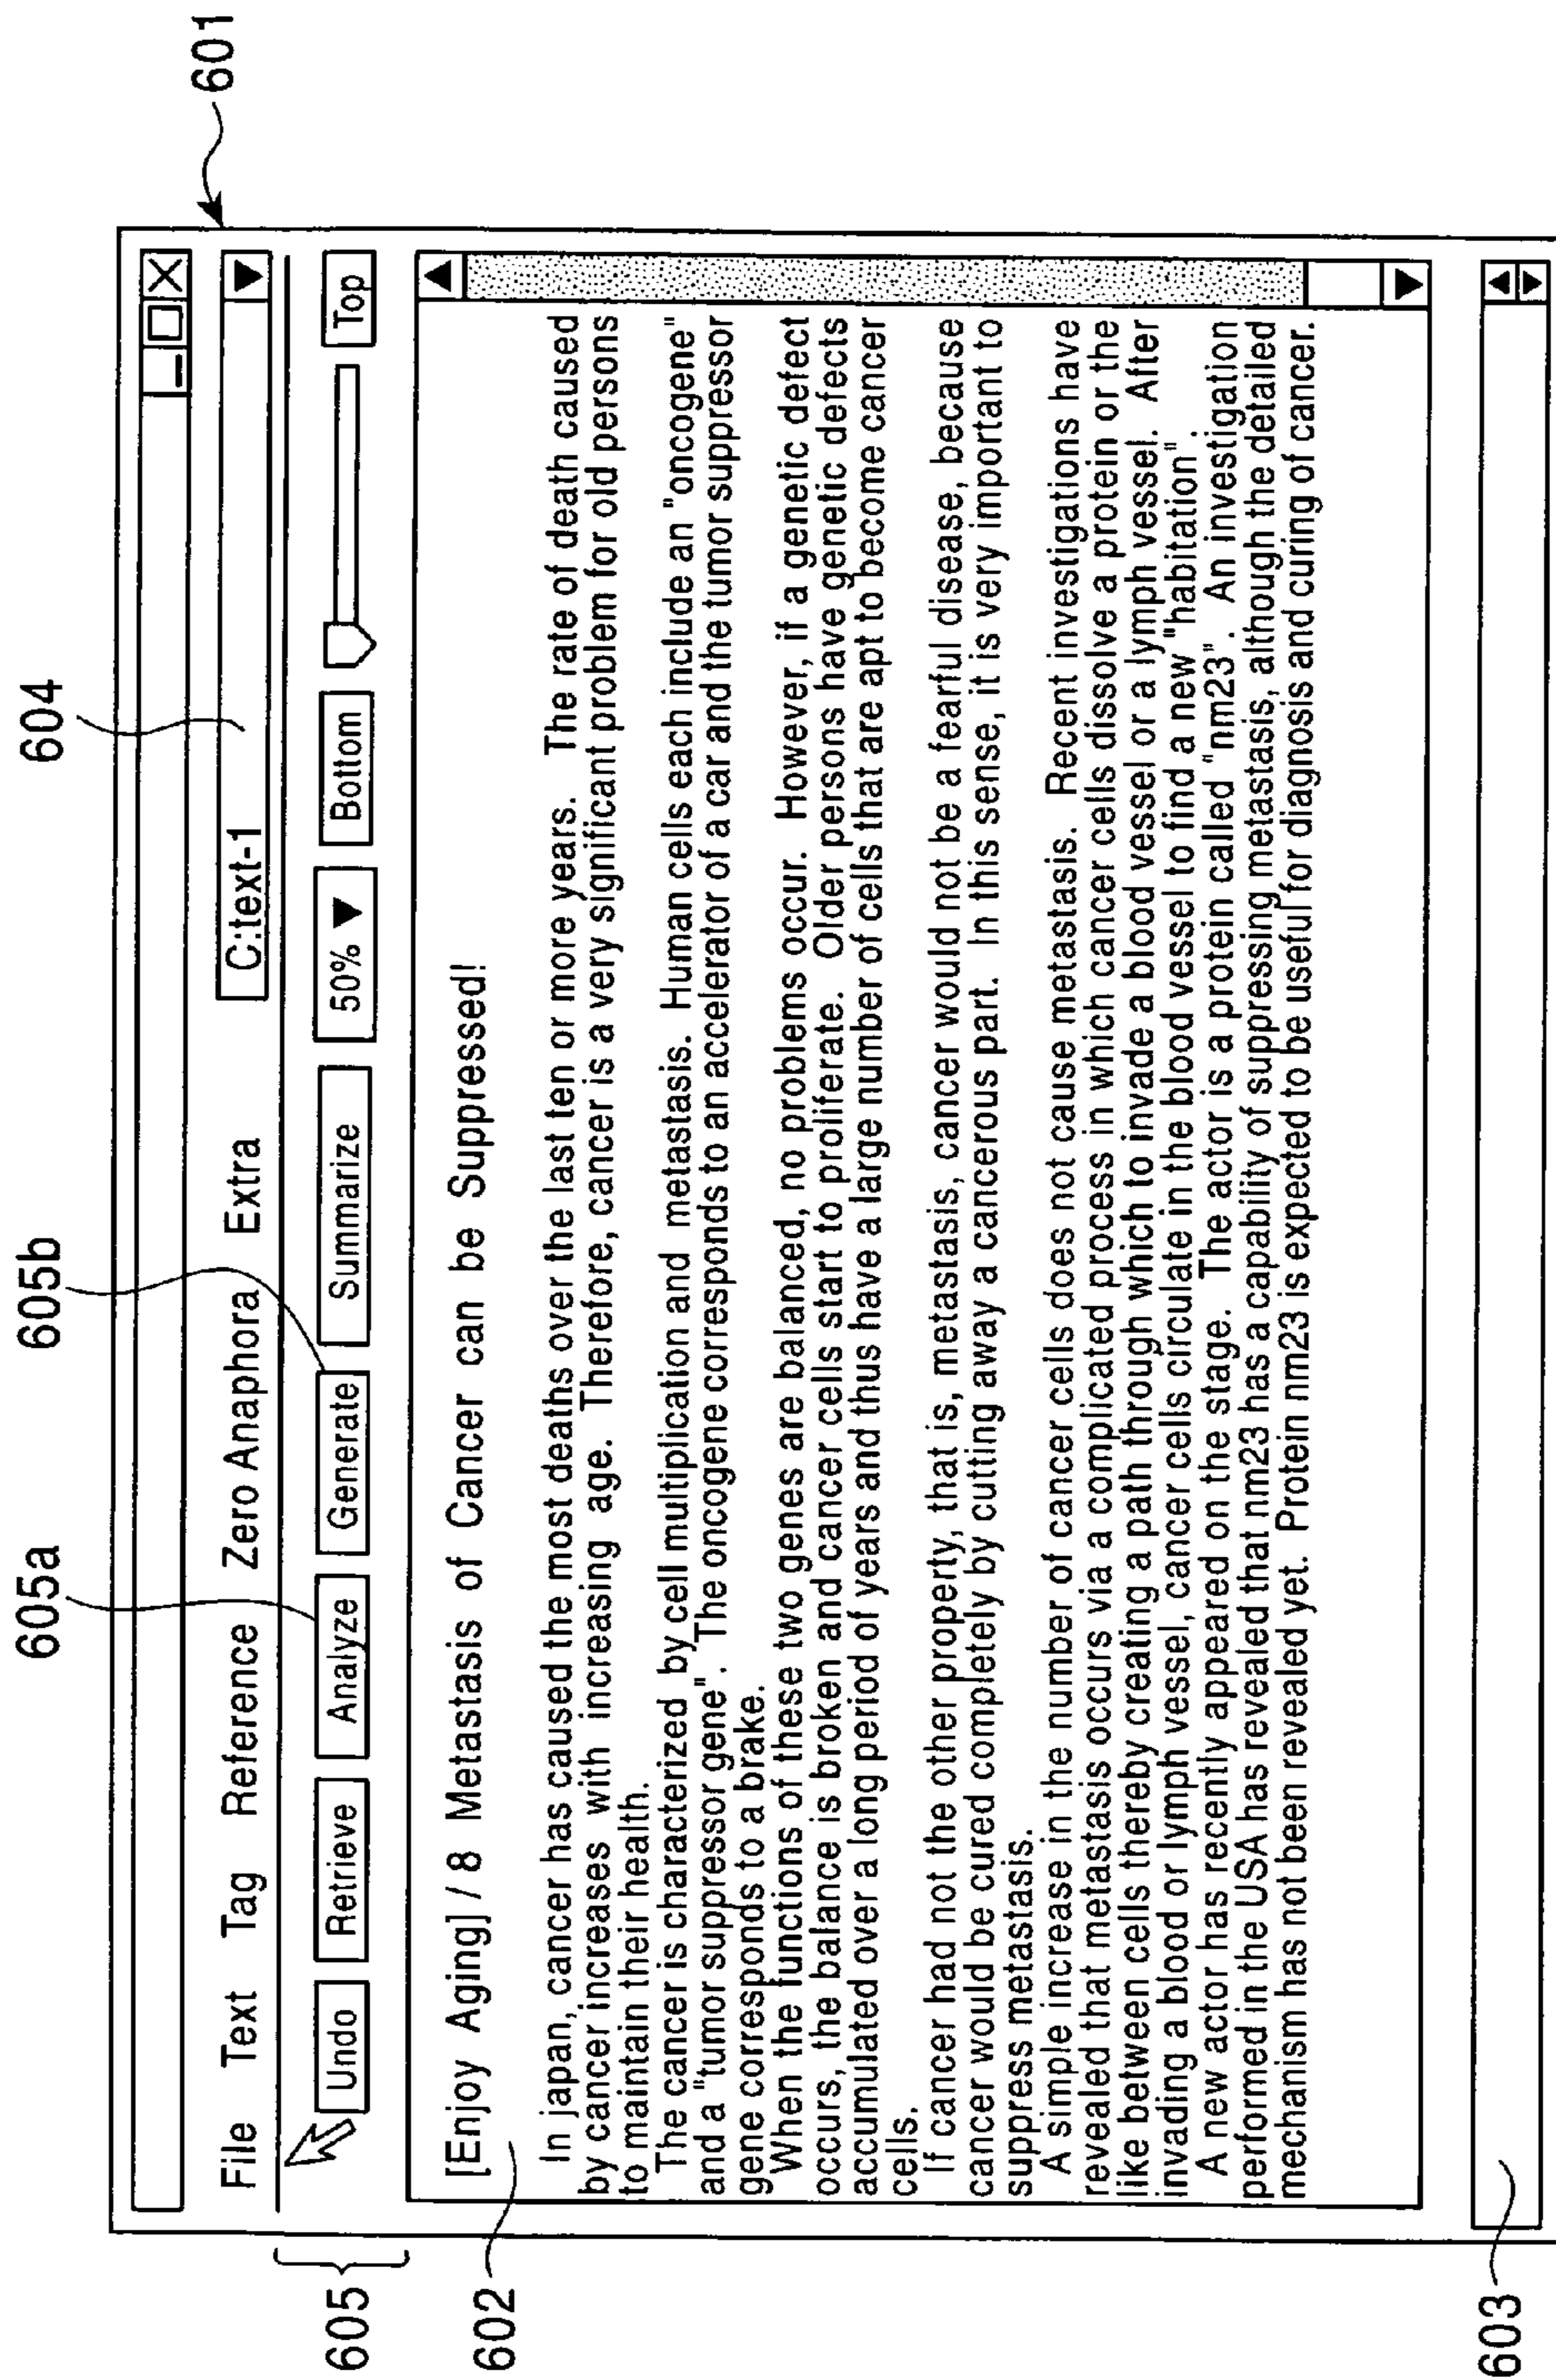 605a
605b
604
601
File Text Tag Reference Zero Anaphora Extra
C:text-1
605
Undo Retrieve Analyze Generate Summarize 50% ▼ Bottom Top
602
[Enjoy Aging] / 8 Metastasis of Cancer can be Suppressed!
In japan, cancer has caused the most deaths over the last ten or more years. The rate of death caused
by cancer increases with increasing age. Therefore, cancer is a very significant problem for old persons
to maintain their health.
The cancer is characterized by cell multiplication and metastasis. Human cells each include an "oncogene"
and a "tumor suppressor gene". The oncogene corresponds to an accelerator of a car and the tumor suppressor
gene corresponds to a brake.
When the functions of these two genes are balanced, no problems occur. However, if a genetic defect
occurs, the balance is broken and cancer cells start to proliferate. Older persons have genetic defects
accumulated over a long period of years and thus have a large number of cells that are apt to become cancer
cells.
If cancer had not the other property, that is, metastasis, cancer would not be a fearful disease, because
cancer would be cured completely by cutting away a cancerous part. In this sense, it is very important to
suppress metastasis.
A simple increase in the number of cancer cells does not cause metastasis. Recent investigations have
revealed that metastasis occurs via a complicated process in which cancer cells dissolve a protein or the
like between cells thereby creating a path through which to invade a blood vessel or a lymph vessel. After
invading a blood or lymph vessel, cancer cells circulate in the blood vessel to find a new "habitation".
A new actor has recently appeared on the stage. The actor is a protein called "nm23". An investigation
performed in the USA has revealed that nm23 has a capability of suppressing metastasis, although the detailed
mechanism has not been revealed yet. Protein nm23 is expected to be useful for diagnosis and curing of cancer.
603